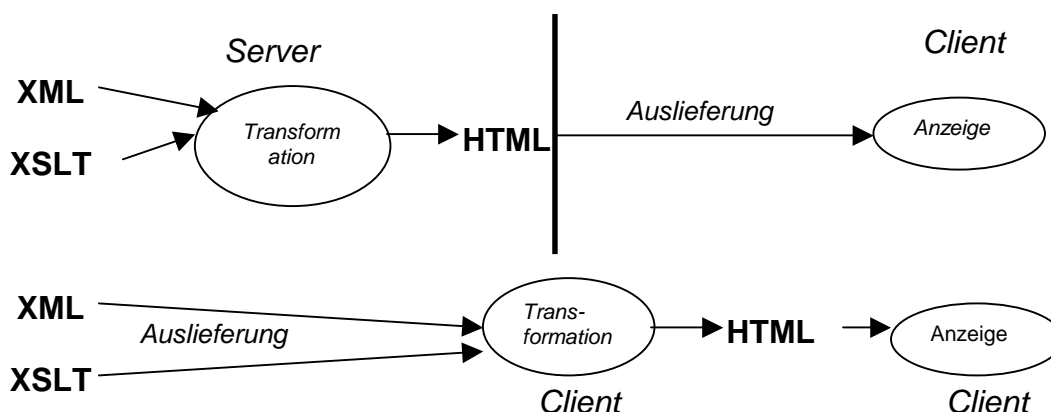 Server
Client
XML
XSLT
Transform
ation
HTML
Auslieferung
Anzeige
XML
XSLT
Auslieferung
Trans-
formation
Client
HTML
Anzeige
Client